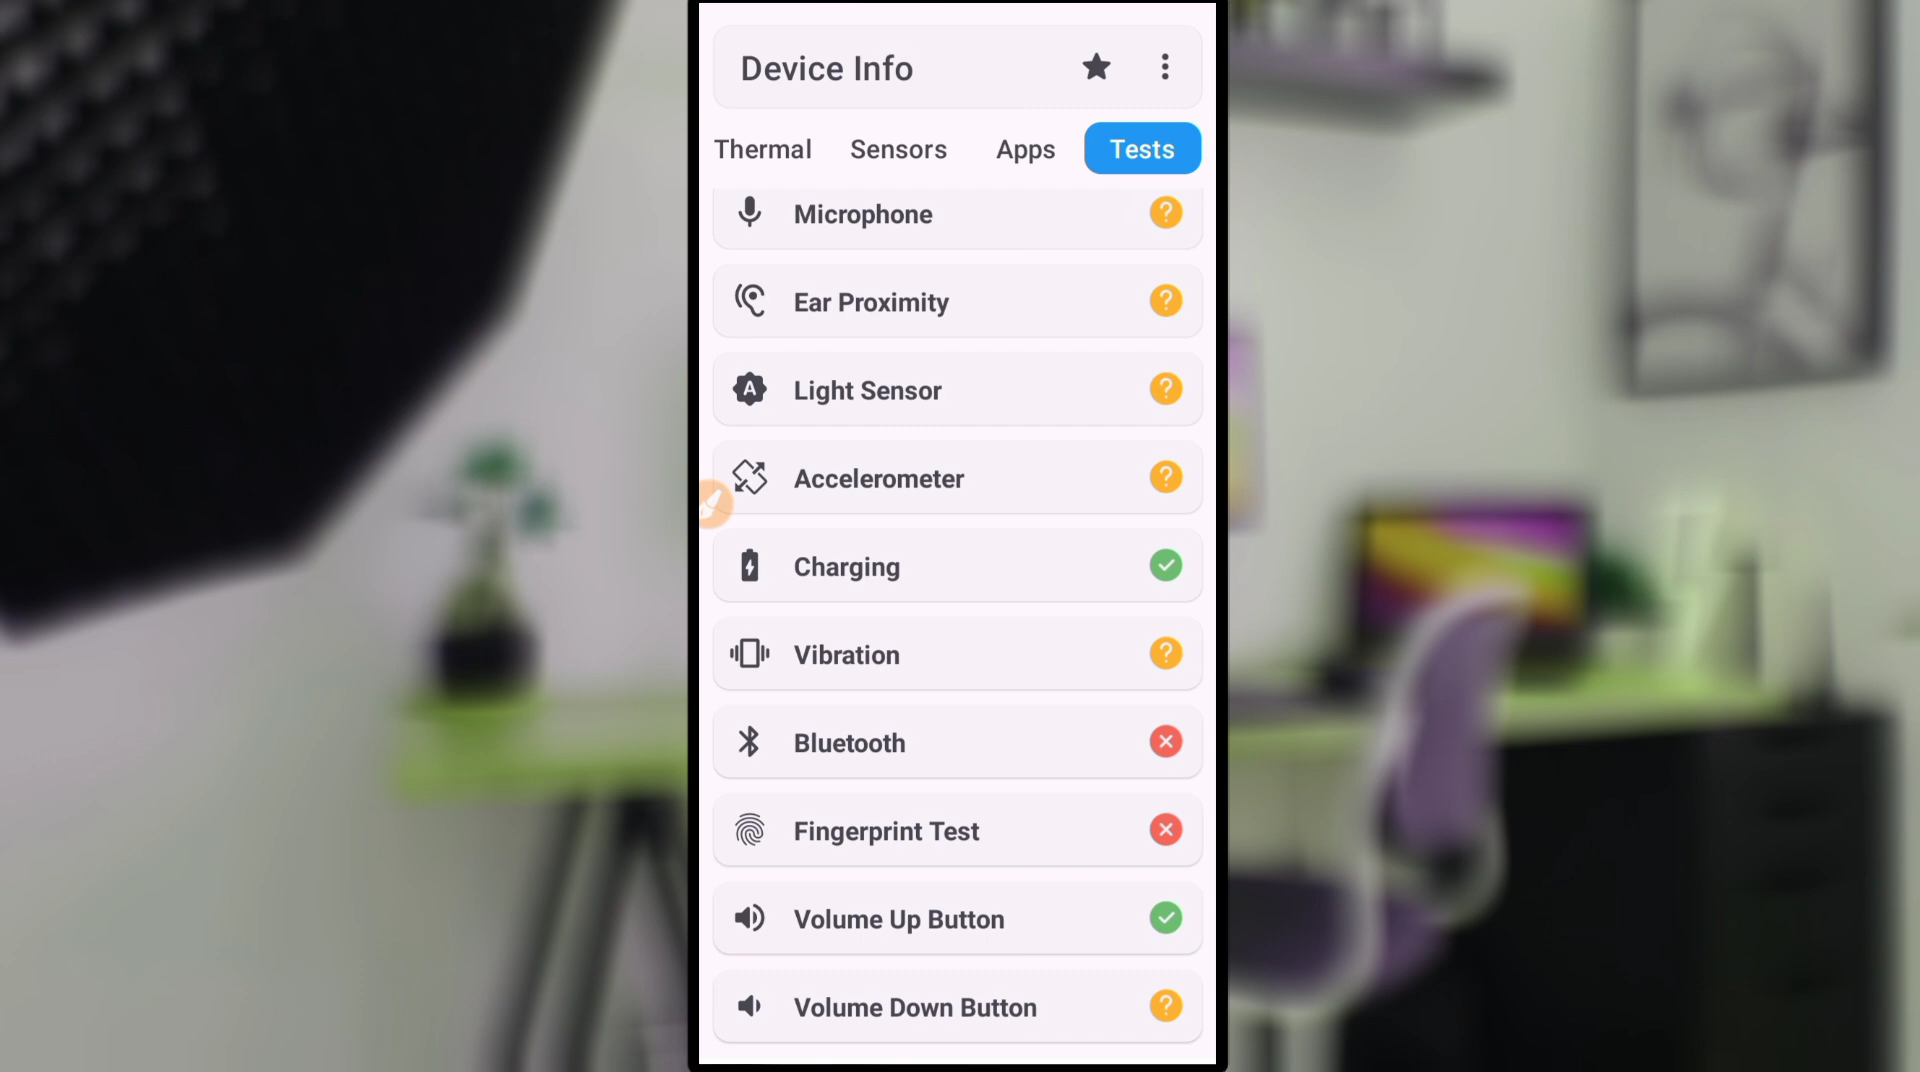 Device Info
Thermal Sensors Apps Tests
Microphone
Ear Proximity
Light Sensor
Accelerometer
Charging
Vibration
Bluetooth
Fingerprint Test
Volume Up Button
Volume Down Button